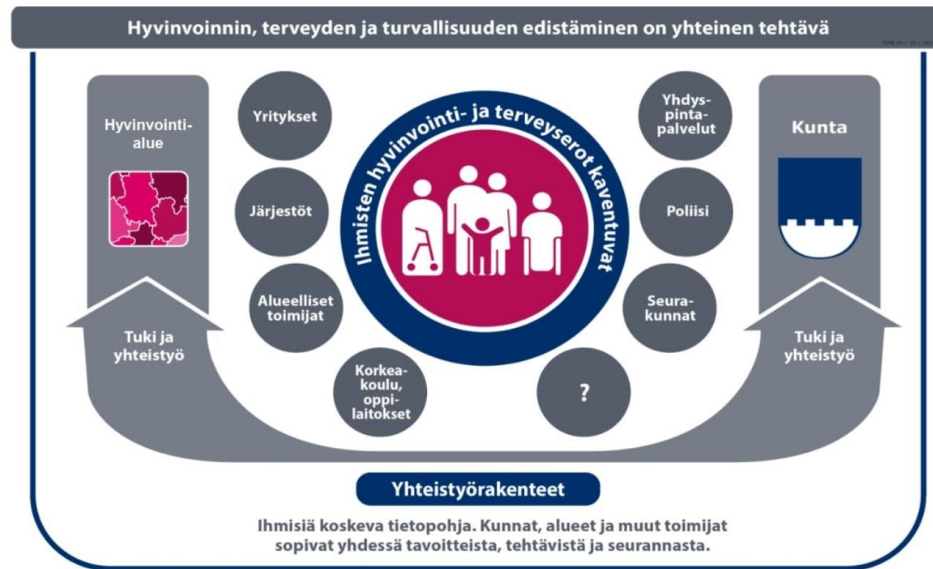 Hyvinvoinnin, terveyden ja turvallisuuden edistäminen on yhteinen tehtävä
Hyvinvointi-
alue
Tuki ja
yhteistyö
Yritykset
Järjestöt
Alueelliset
toimijat
Korkea-
koulu,
oppi-
laitokset
Ihmisten hyvinvointi- ja terveyserot kaventuvat
Yhdys-
pinta-
palvelut
Poliisi
Seura-
kunnat
?
Kunta
Tuki ja
yhteistyö
Yhteistyörakenteet
Ihmisiä koskeva tietopohja. Kunnat, alueet ja muut toimijat
sopivat yhdessä tavoitteista, tehtävistä ja seurannasta.